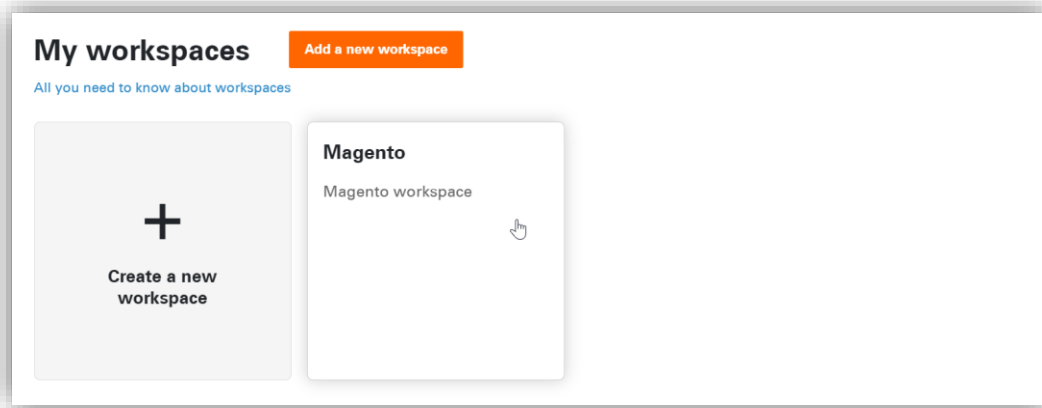 My workspaces
Add a new workspace
All you need to know about workspaces
Magento
Magento workspace
+
Create a new
workspace